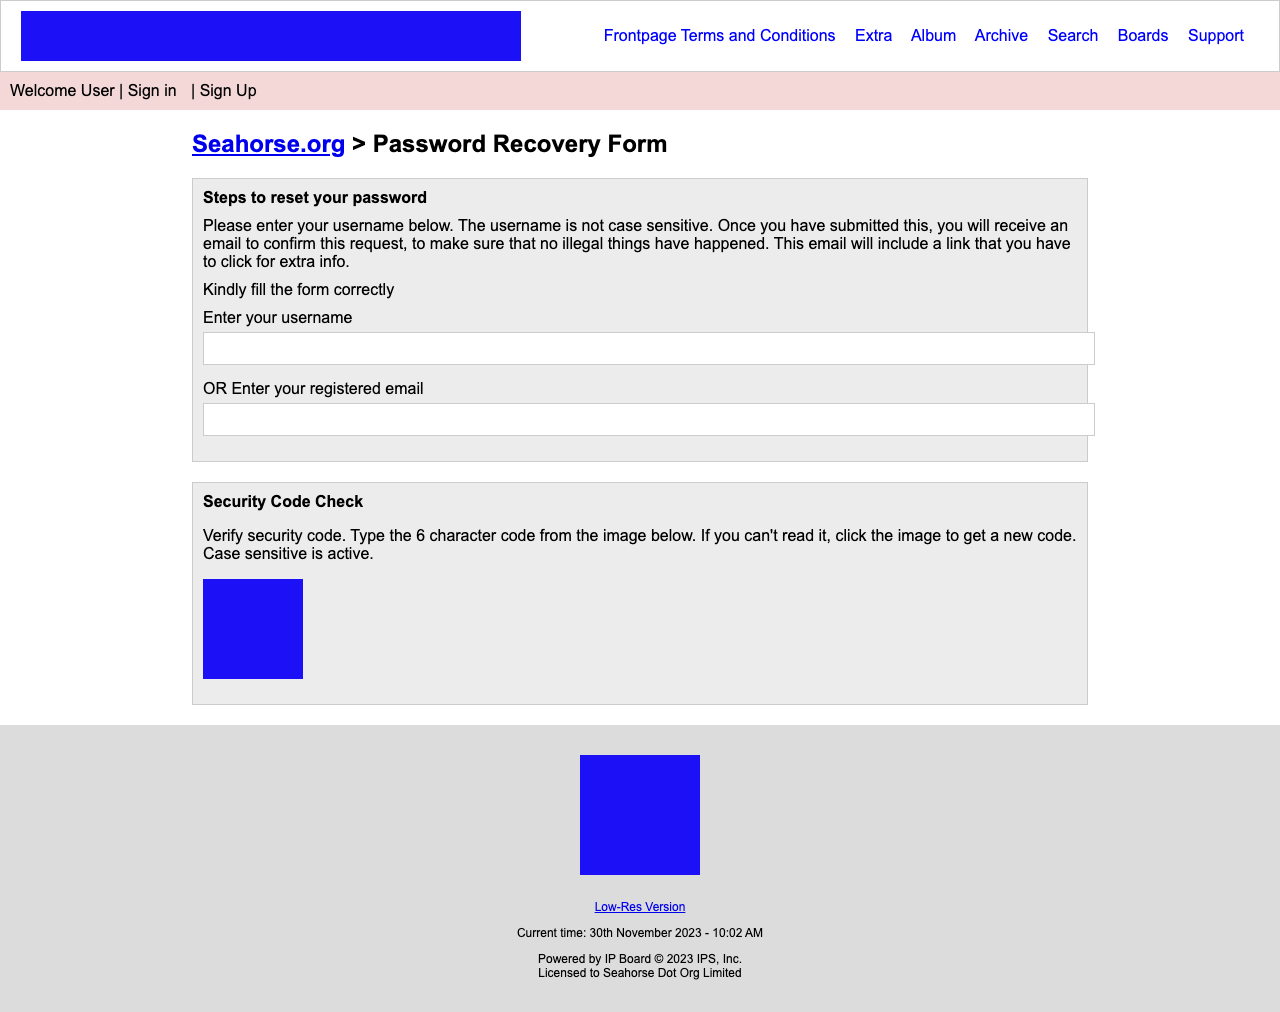 Frontpage Terms and Conditions Extra Album Archive Search Boards Support
Welcome User | Sign in | Sign Up
Seahorse.org > Password Recovery Form
Steps to reset your password
Please enter your username below. The username is not case sensitive. Once you have submitted this, you will receive an
email to confirm this request, to make sure that no illegal things have happened. This email will include a link that you have
to click for extra info.
Kindly fill the form correctly
Enter your username
OR Enter your registered email
Security Code Check
Verify security code. Type the 6 character code from the image below. If you can't read it, click the image to get a new code.
Case sensitive is active.
Low-Res Version
Current time: 30th November 2023 - 10:02 AM
Powered by IP Board © 2023 IPS, Inc.
Licensed to Seahorse Dot Org Limited